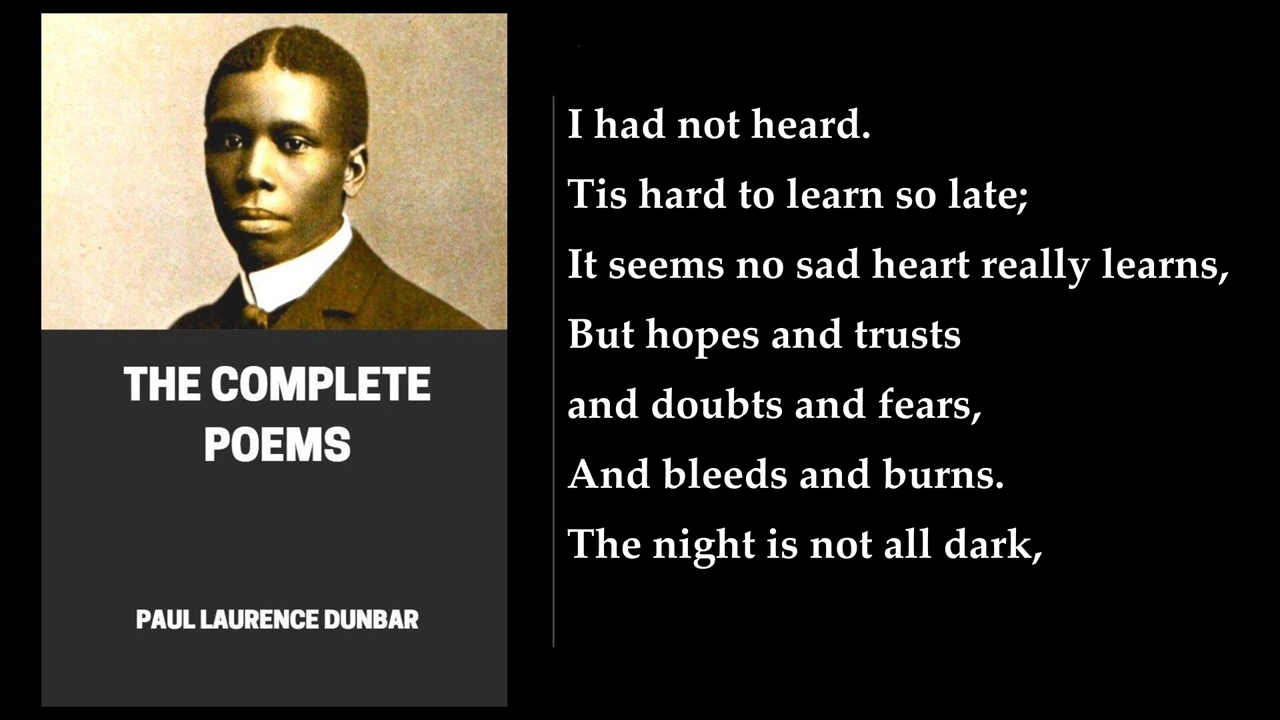 THE COMPLETE
POEMS
PAUL LAURENCE DUNBAR
I had not heard.
Tis hard to learn so late;
It seems no sad heart really learns,
But hopes and trusts
and doubts and fears,
And bleeds and burns.
The night is not all dark,